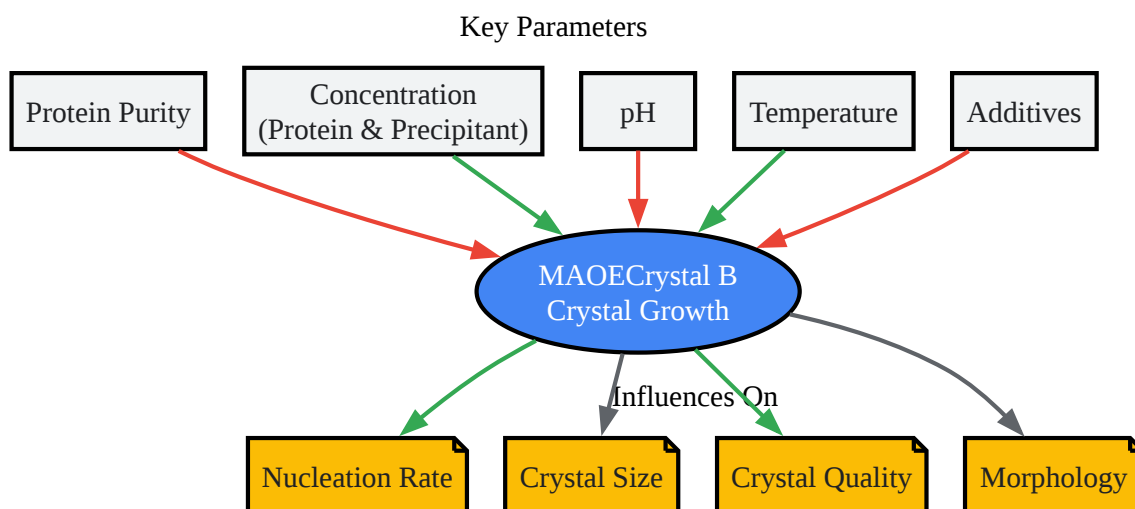 Key Parameters
Protein Purity
Concentration
(Protein & Precipitant)
pH
Temperature
Additives
MAOECrystal B
Crystal Growth
Influences On
Nucleation Rate
Crystal Size
Crystal Quality
Morphology